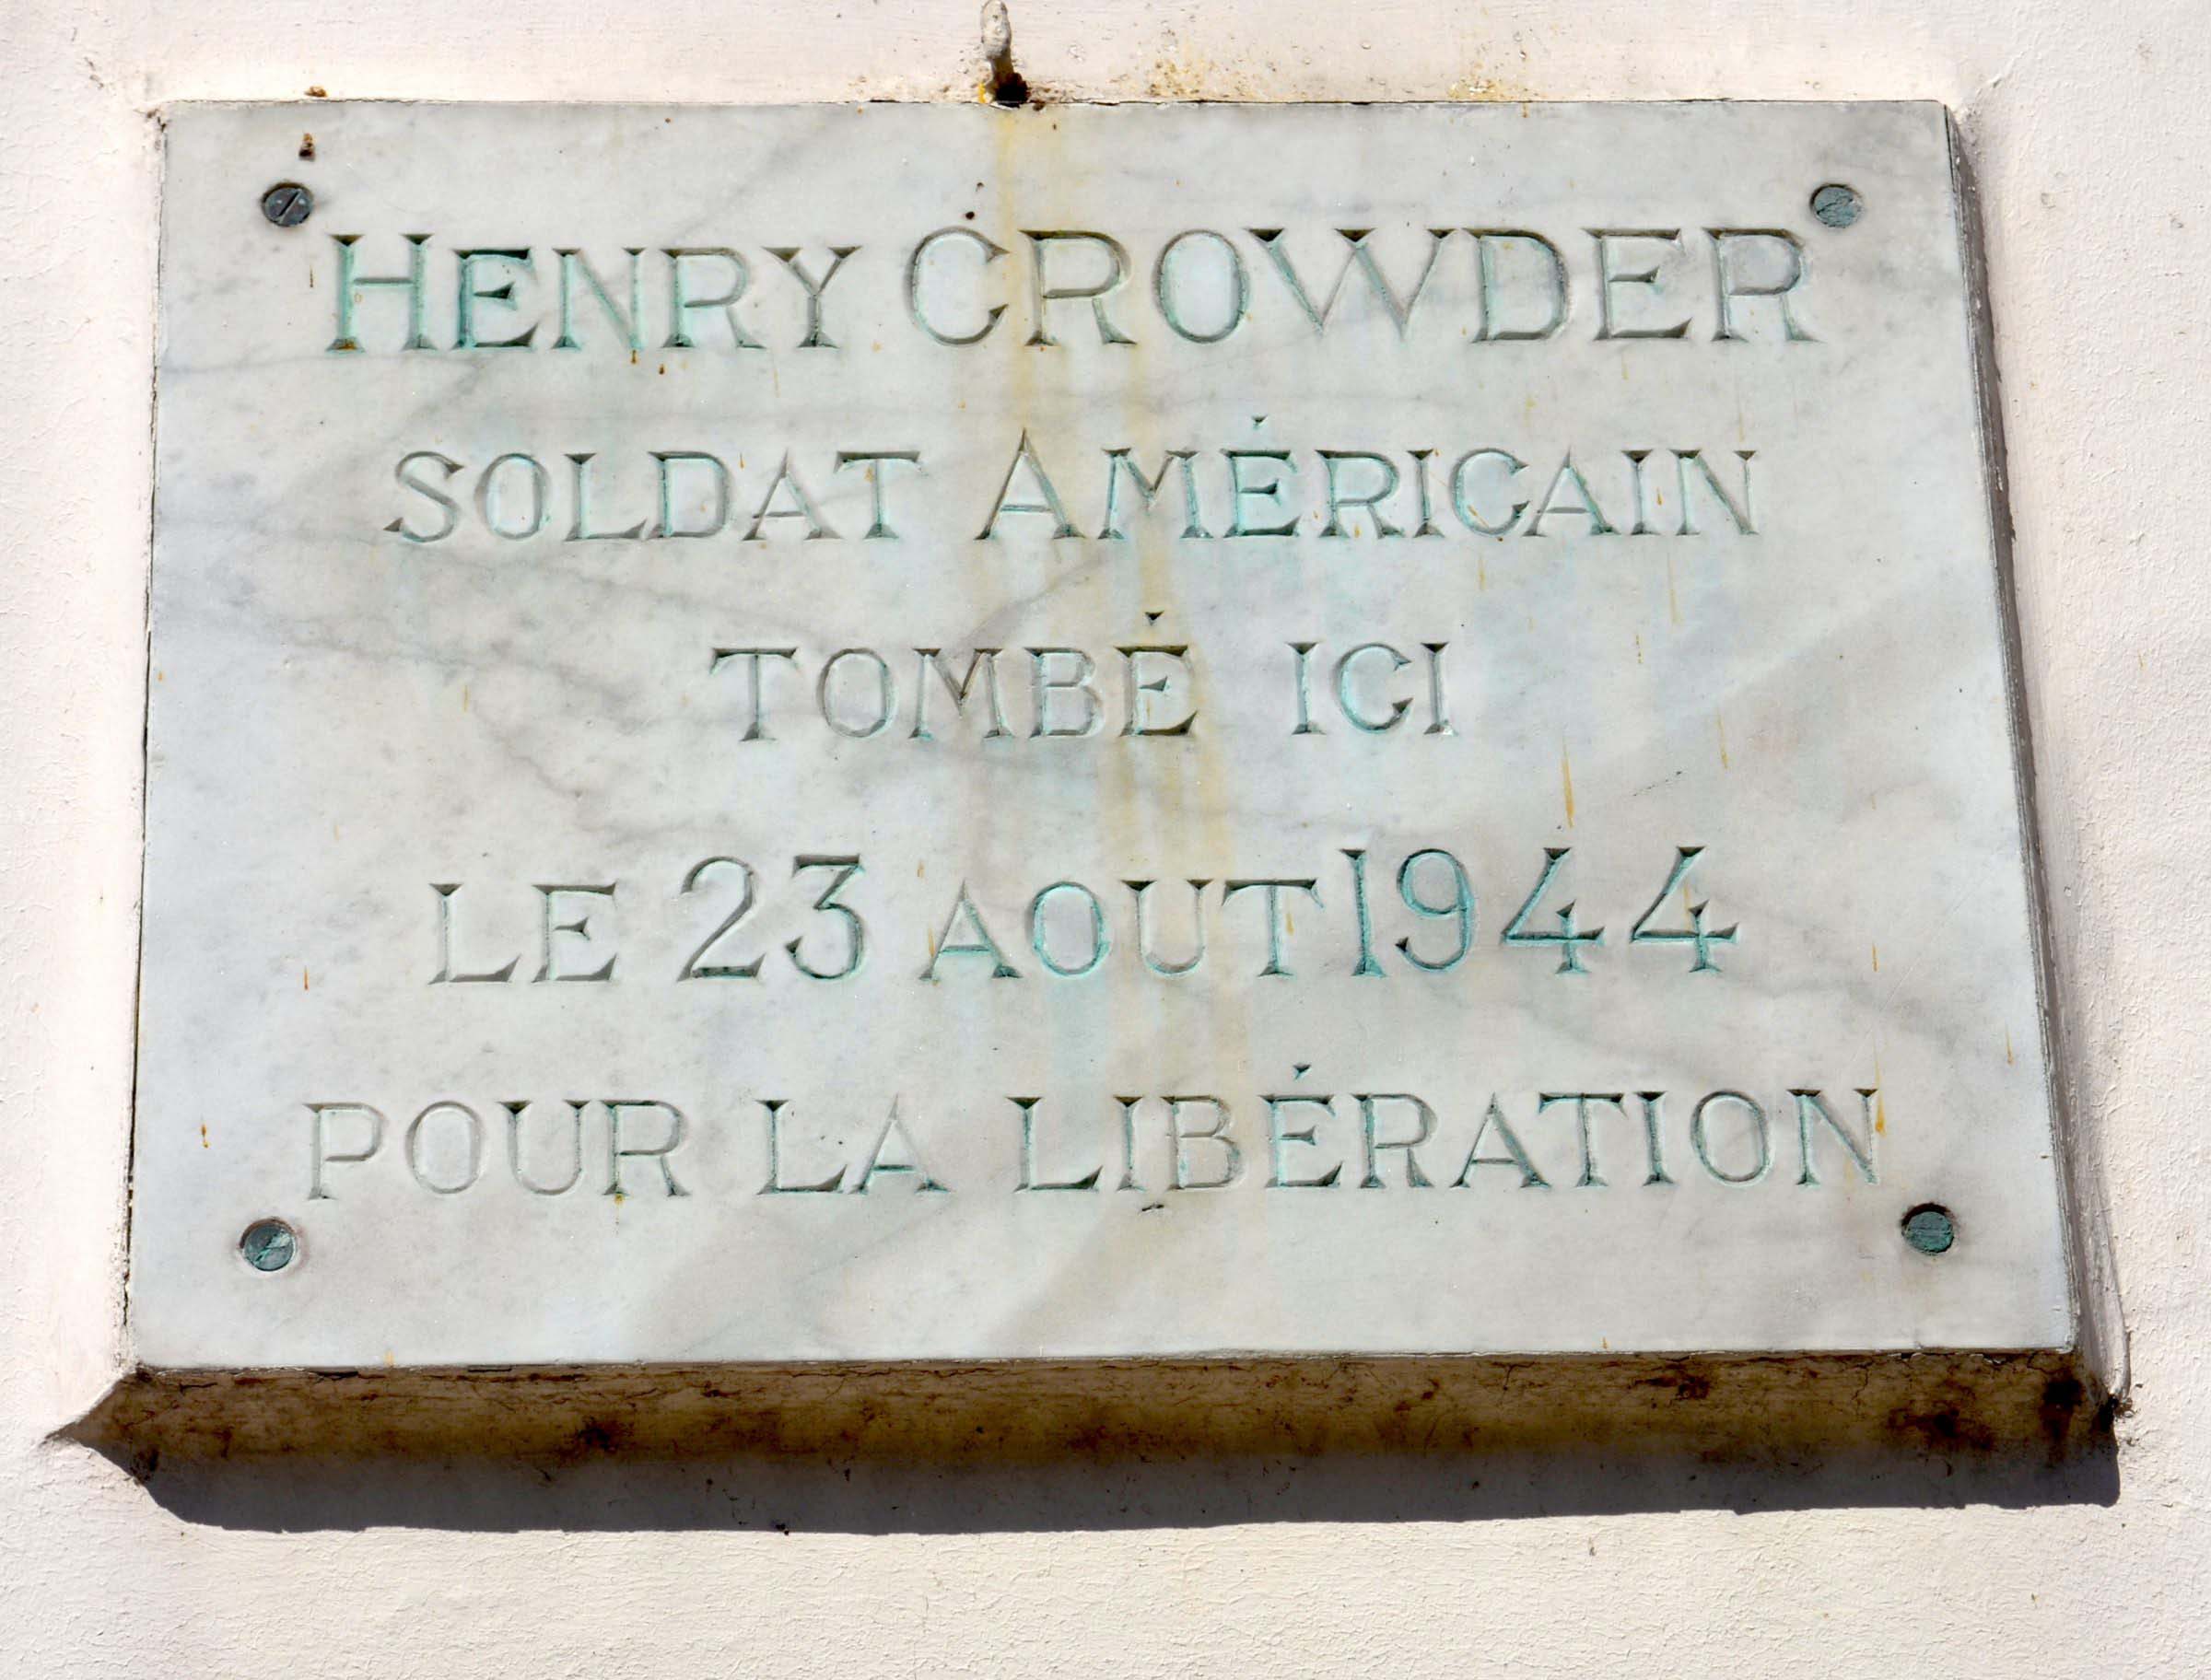 HENRY CROWDER
SOLDAT AMÉRICAIN
TOMBÉ ICI
LE 23 AOUT 1944
POUR LA LIBÉRATION